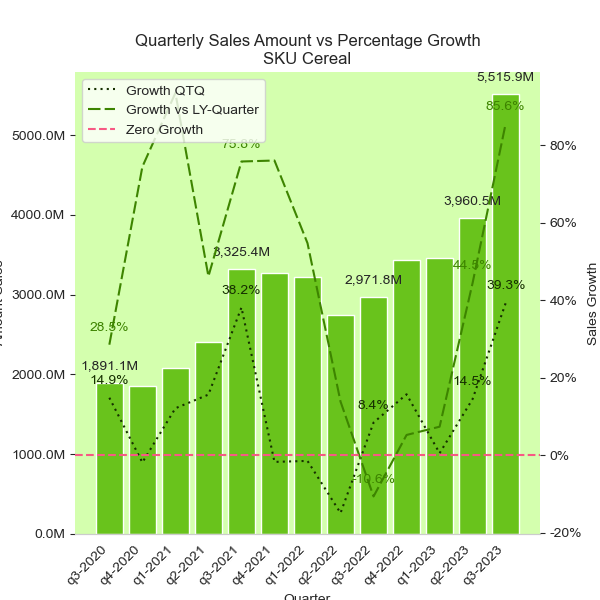 Quarterly Sales Amount vs Percentage Growth
SKU Cereal
Growth QTQ
Growth vs LY-Quarter
Zero Growth
5,515.9M
85.6%
75.8%
3,960.5M
3,325.4M
44.5%
2,971.8M
39.3%
38.2%
28.5%
1,891.1M
14.9%
14.5%
8.4%
-10.6%
5000.0M
4000.0M
3000.0M
2000.0M
1000.0M
0.0M
80%
60%
40%
20%
0%
-20%
Sales Growth
q3-2020
q4-2020
q1-2021
q2-2021
q3-2021
q4-2021
q1-2022
q2-2022
q3-2022
q4-2022
q1-2023
q2-2023
q3-2023
Quarter